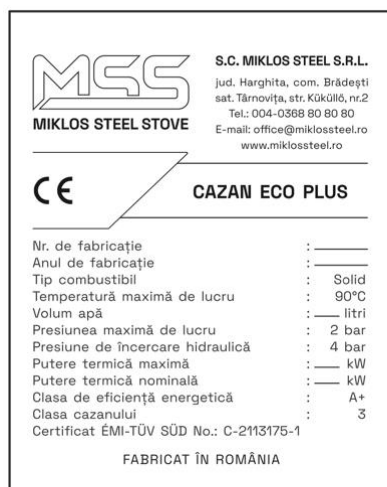 MSS
MIKLOS STEEL STOVE
S.C. MIKLOS STEEL S.R.L.
jud. Harghita, com. Brădești
sat. Târnovița, str. Küküllő, nr.2
Tel.: 004-0368 80 80 80
E-mail: office@miklossteel.ro
www.miklossteel.ro
CE
CAZAN ECO PLUS
Nr. de fabricație :
Anul de fabricație :
Tip combustibil : Solid
Temperatură maximă de lucru : 90°C
Volum apă : litri
Presiunea maximă de lucru : 2 bar
Presiune de încercare hidraulică : 4 bar
Putere termică maximă : kW
Putere termică nominală : kW
Clasa de eficiență energetică : A+
Clasa cazanului : 3
Certificat ÉMI-TÜV SÜD No.: C-2113175-1
FABRICAT ÎN ROMÂNIA